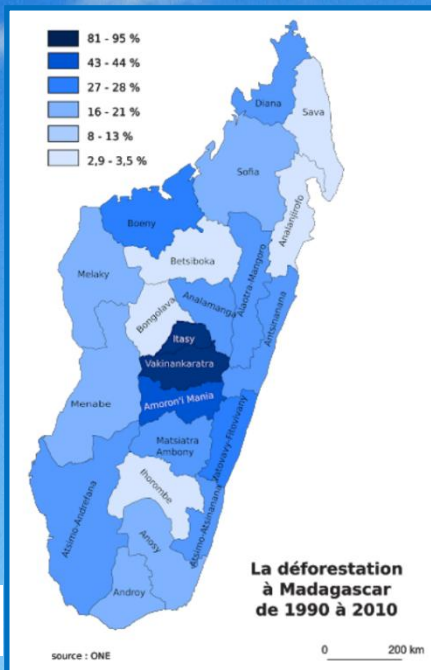 81 - 95 %
43 - 44 %
27 - 28 %
16 - 21 %
8 - 13 %
2,9 - 3,5 %
Diana
Sava
Sofia
Boeny
Analanjirofo
Betsiboka
Melaky
Alaotra-Mangoro
Bongolava
Analamanga
Antsinanana
Itasy
Vakinankaratra
Amoron'i Mania
Menabe
Matsiatra
Ambony
Vatovavy-Fitovivany
Ihorombe
Atsimo-Andrefana
Atsimo-Atsinanana
Anosy
Androy
La déforestation
à Madagascar
de 1990 à 2010
source : ONE
0 200 km